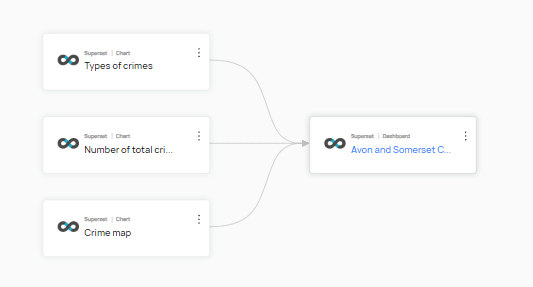 Superset | Chart
Types of crimes
Superset | Chart
Number of total cri...
Superset | Dashboard
Avon and Somerset C...
Superset | Chart
Crime map